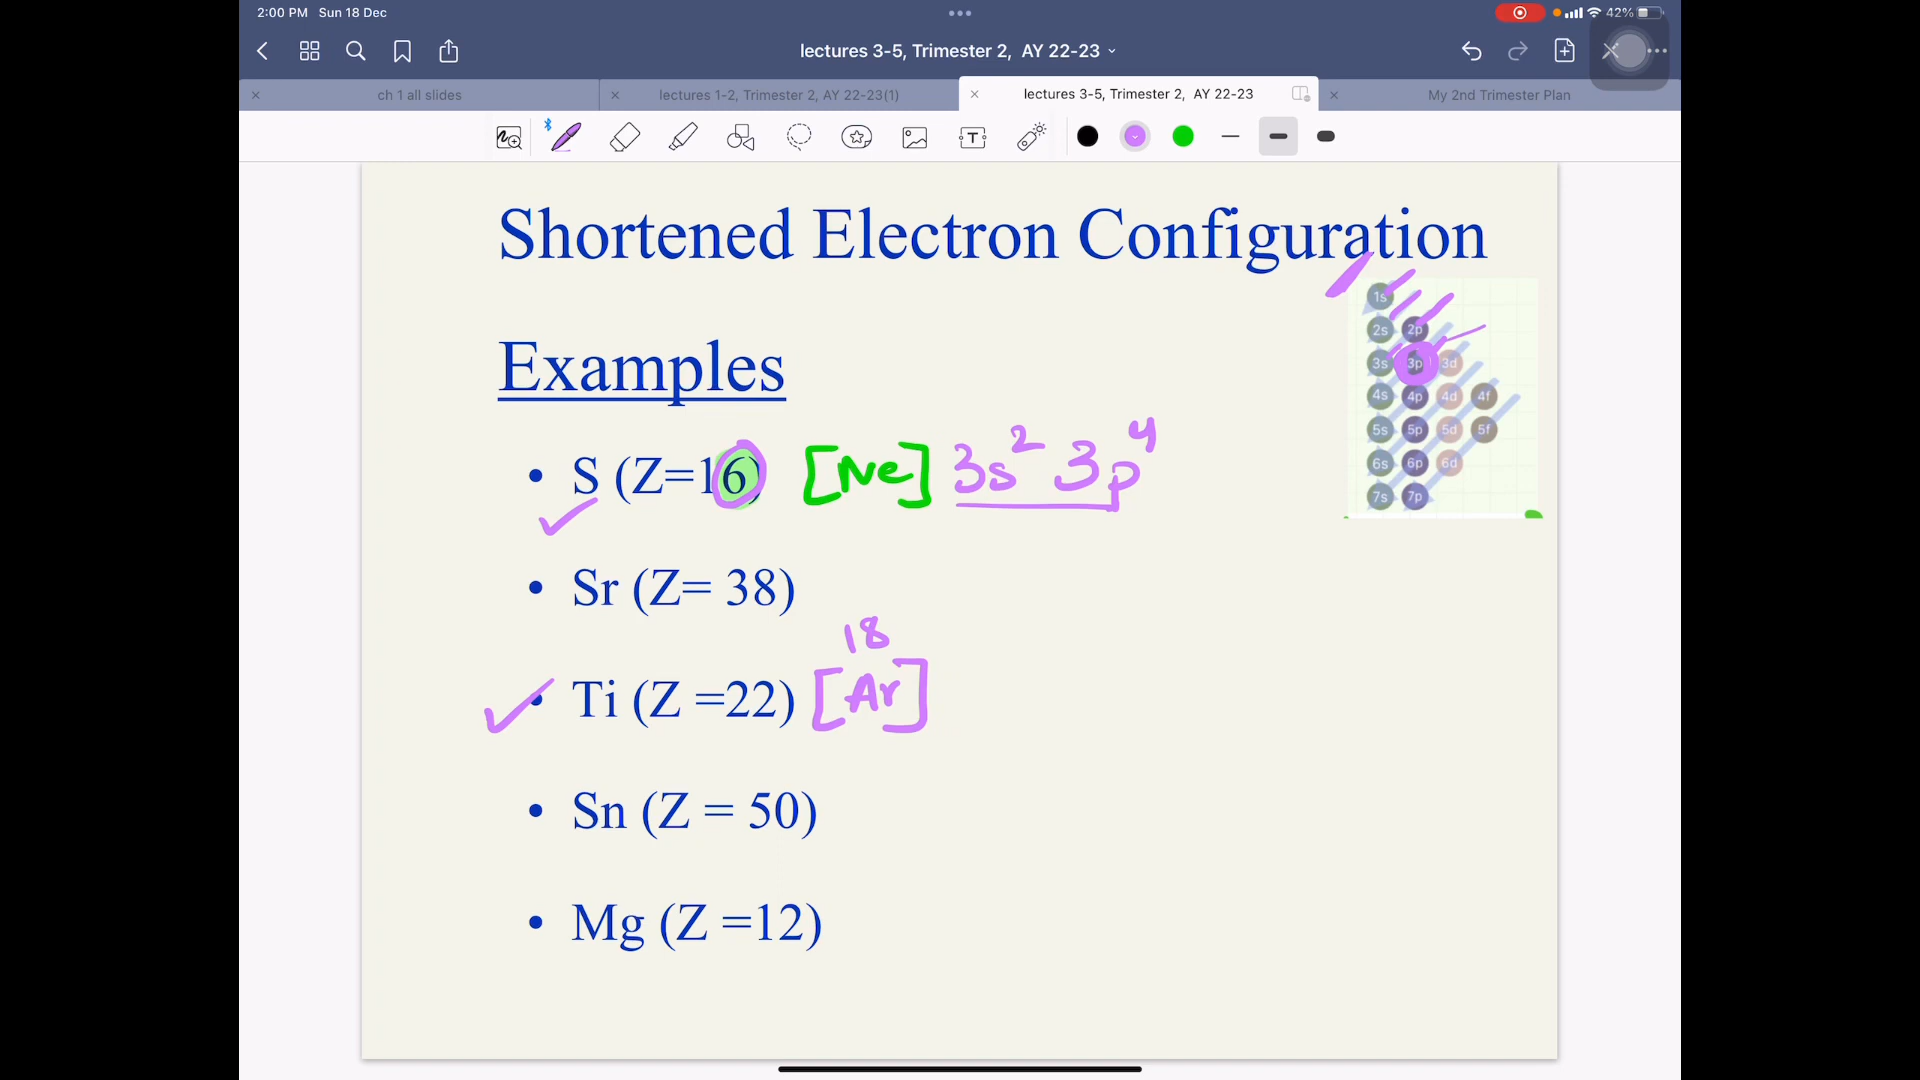 2:00 PM Sun 18 Dec
42%
lectures 3-5, Trimester 2, AY 22-23
ch 1 all slides
lectures 1-2, Trimester 2, AY 22-23(1)
lectures 3-5, Trimester 2, AY 22-23
My 2nd Trimester Plan
T
Shortened Electron Configuration
1s
2s 2p
3s 3p 3d
4s 4p 4d 4f
5s 5p 5d 5f
6s 6p 6d
7s 7p
Examples
• S (Z=16) [Ne] 3s² 3p⁴
• Sr (Z= 38)
18
• Ti (Z =22) [Ar]
• Sn (Z = 50)
• Mg (Z =12)